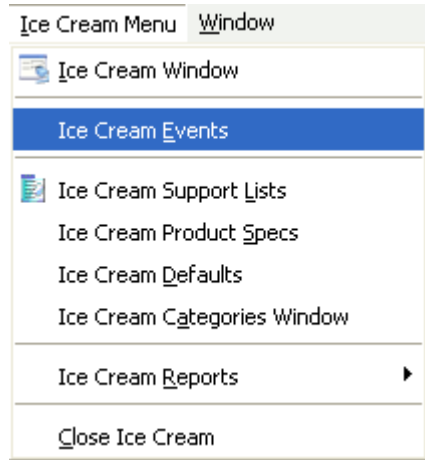 Ice Cream Menu Window
Ice Cream Window
Ice Cream Events
Ice Cream Support Lists
Ice Cream Product Specs
Ice Cream Defaults
Ice Cream Categories Window
Ice Cream Reports
Close Ice Cream